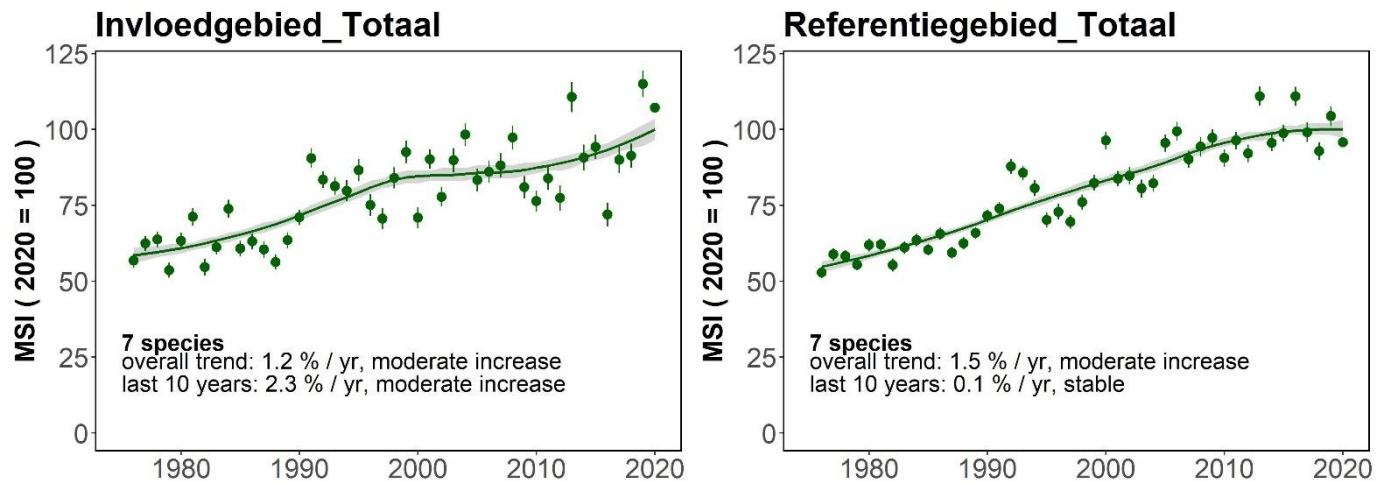 Invloedgebied_Totaal
MSI ( 2020 = 100 )
125
100
75
50
25
0
7 species
overall trend: 1.2 % / yr, moderate increase
last 10 years: 2.3 % / yr, moderate increase
1980
1990
2000
2010
2020
Referentiegebied_Totaal
MSI ( 2020 = 100 )
125
100
75
50
25
0
7 species
overall trend: 1.5 % / yr, moderate increase
last 10 years: 0.1 % / yr, stable
1980
1990
2000
2010
2020